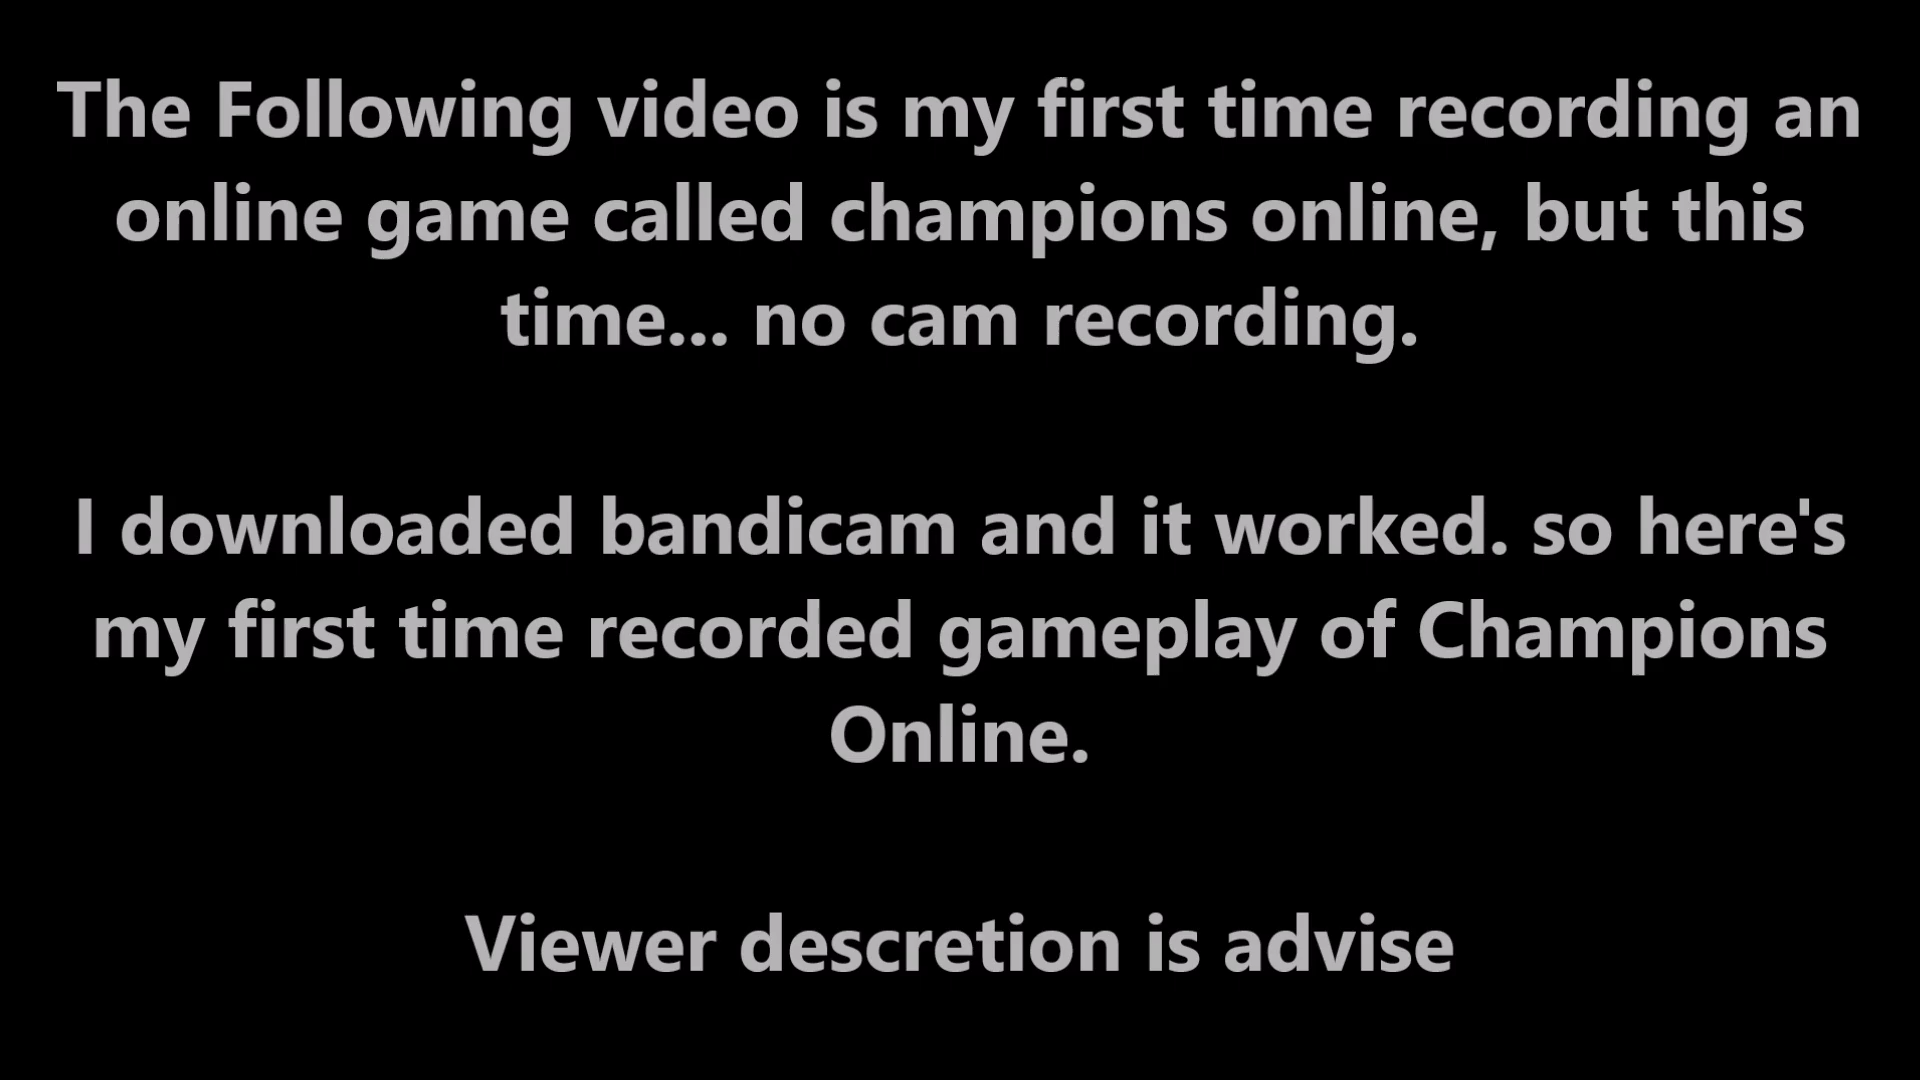 The Following video is my first time recording an
online game called champions online, but this
time... no cam recording.
I downloaded bandicam and it worked. so here's
my first time recorded gameplay of Champions
Online.
Viewer descretion is advise